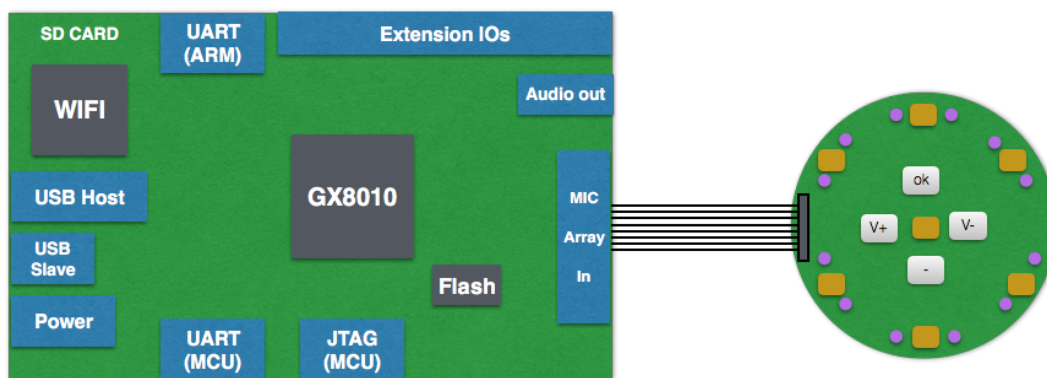 SD CARD
UART
(ARM)
Extension IOs
WIFI
Audio out
USB Host
GX8010
MIC
Array
In
USB
Slave
Flash
Power
UART
(MCU)
JTAG
(MCU)
ok
V+
V-
-